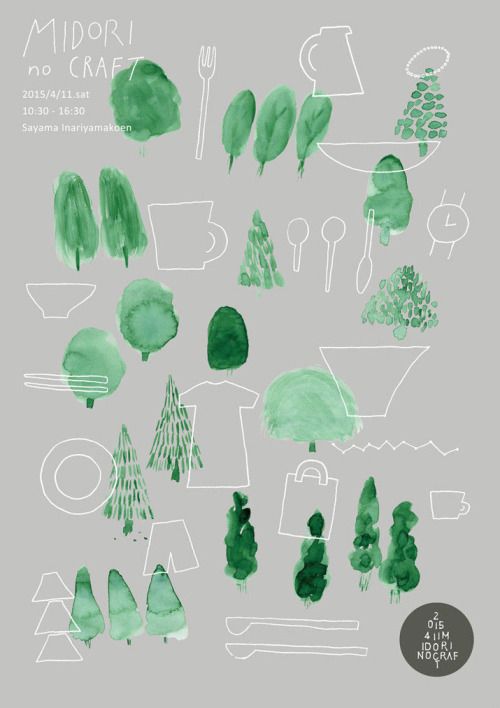 MIDORI
no CRAFT
2015/4/11.sat
10:30 - 16:30
Sayama Inariyamakoen
2
015
4 11M
IDORI
NOCRAF
T